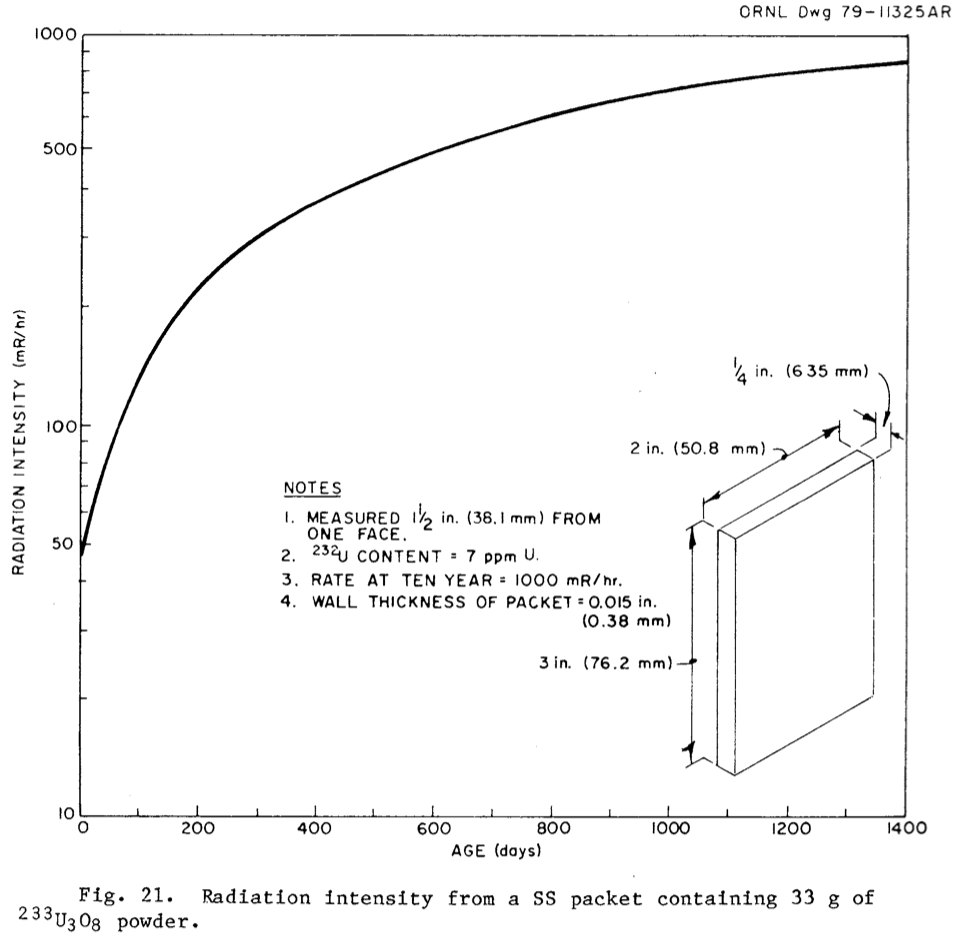 ORNL Dwg 79-11325AR
1000
500
200
100
50
20
10
RADIATION INTENSITY (mR/hr)
0 200 400 600 800 1000 1200 1400
AGE (days)
1/4 in. (6 35 mm)
2 in. (50.8 mm)
3 in. (76.2 mm)
NOTES
1. MEASURED 1 1/2 in. (38.1 mm) FROM
ONE FACE.
2. ²³²U CONTENT = 7 ppm U.
3. RATE AT TEN YEAR = 1000 mR/hr.
4. WALL THICKNESS OF PACKET = 0.015 in.
(0.38 mm)
Fig. 21. Radiation intensity from a SS packet containing 33 g of
²³³U₃O₈ powder.